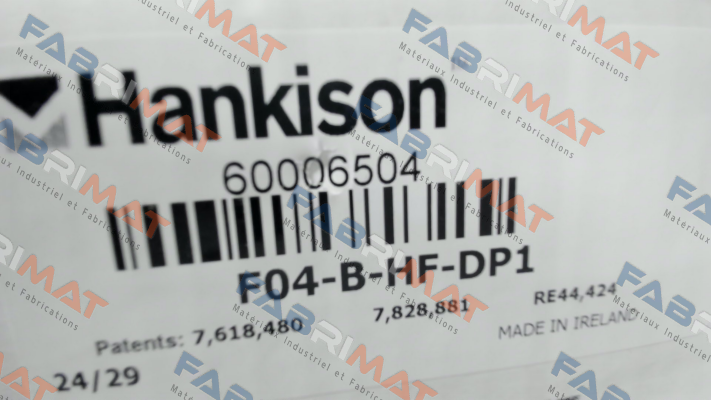 Hankison
60006504
F04-B-HF-DP1
Patents: 7,618,480 7,828,881 RE44,424
MADE IN IRELAND
24/29
FABRIMAT
Matériaux Industriel et Fabrications